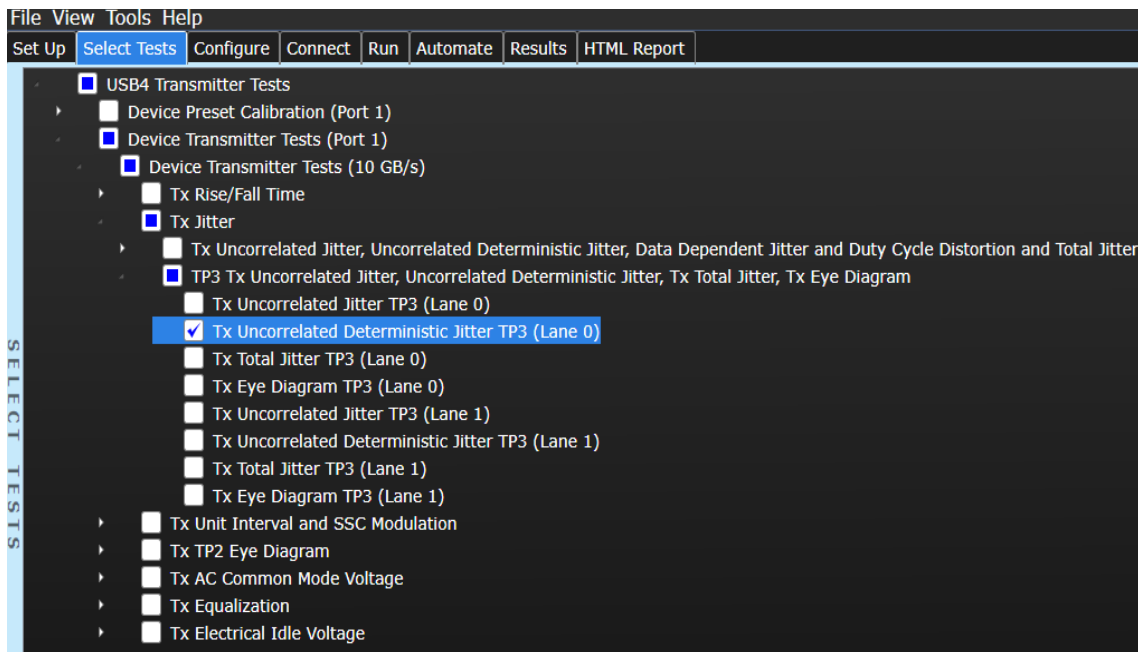 File View Tools Help
Set Up Select Tests Configure Connect Run Automate Results HTML Report
USB4 Transmitter Tests
Device Preset Calibration (Port 1)
Device Transmitter Tests (Port 1)
Device Transmitter Tests (10 GB/s)
Tx Rise/Fall Time
Tx Jitter
Tx Uncorrelated Jitter, Uncorrelated Deterministic Jitter, Data Dependent Jitter and Duty Cycle Distortion and Total Jitter
TP3 Tx Uncorrelated Jitter, Uncorrelated Deterministic Jitter, Tx Total Jitter, Tx Eye Diagram
Tx Uncorrelated Jitter TP3 (Lane 0)
Tx Uncorrelated Deterministic Jitter TP3 (Lane 0)
Tx Total Jitter TP3 (Lane 0)
Tx Eye Diagram TP3 (Lane 0)
Tx Uncorrelated Jitter TP3 (Lane 1)
Tx Uncorrelated Deterministic Jitter TP3 (Lane 1)
Tx Total Jitter TP3 (Lane 1)
Tx Eye Diagram TP3 (Lane 1)
Tx Unit Interval and SSC Modulation
Tx TP2 Eye Diagram
Tx AC Common Mode Voltage
Tx Equalization
Tx Electrical Idle Voltage
SELECT TESTS